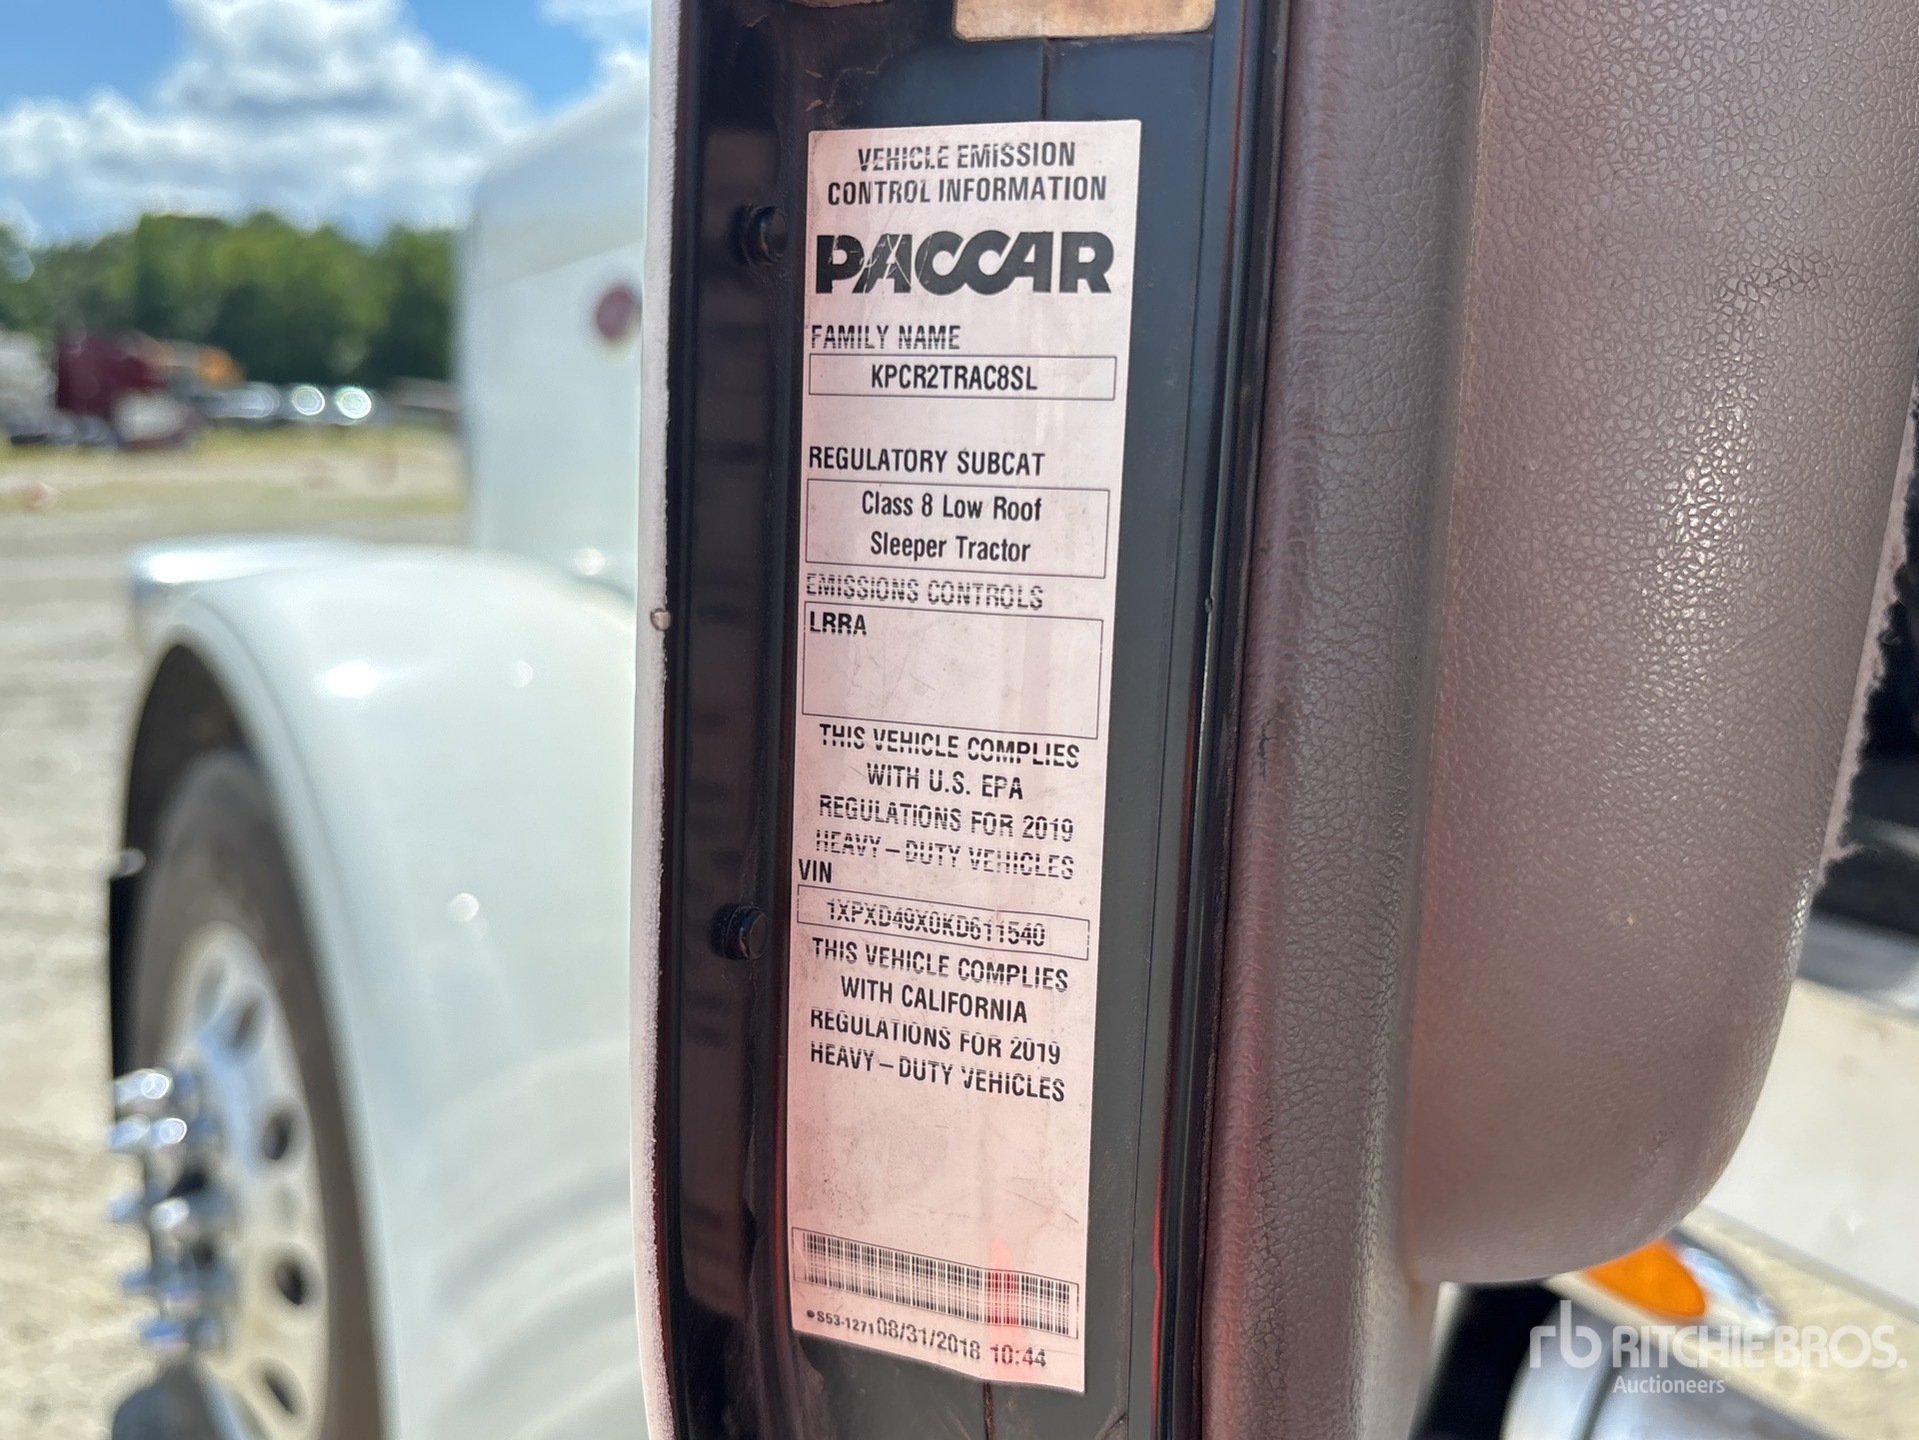 VEHICLE EMISSION
CONTROL INFORMATION
PACCAR
FAMILY NAME
KPCR2TRAC8SL
REGULATORY SUBCAT
Class 8 Low Roof
Sleeper Tractor
EMISSIONS CONTROLS
LRRA
THIS VEHICLE COMPLIES
WITH U.S. EPA
REGULATIONS FOR 2019
HEAVY-DUTY VEHICLES
VIN
1XPXD49X0KD611540
THIS VEHICLE COMPLIES
WITH CALIFORNIA
REGULATIONS FOR 2019
HEAVY-DUTY VEHICLES
S53-1271 08/31/2018 10:44
rb RITCHIE BROS.
Auctioneers